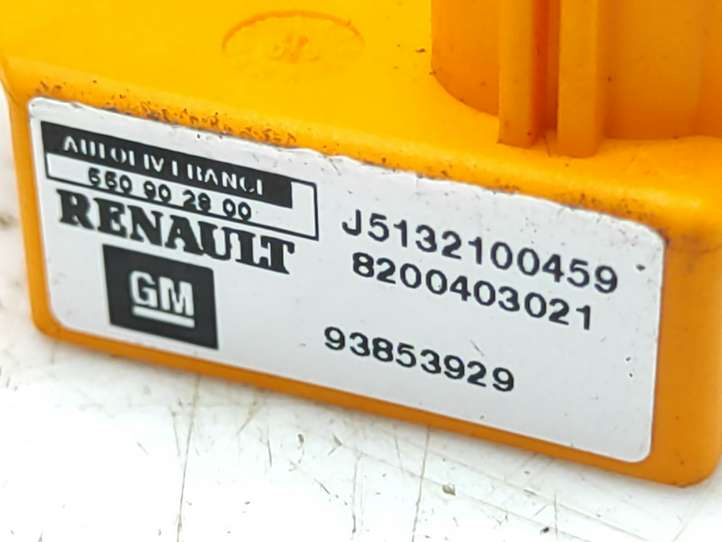 AUTOLIV FRANCE
550 90 28 00
RENAULT
GM
J5132100459
8200403021
93853929